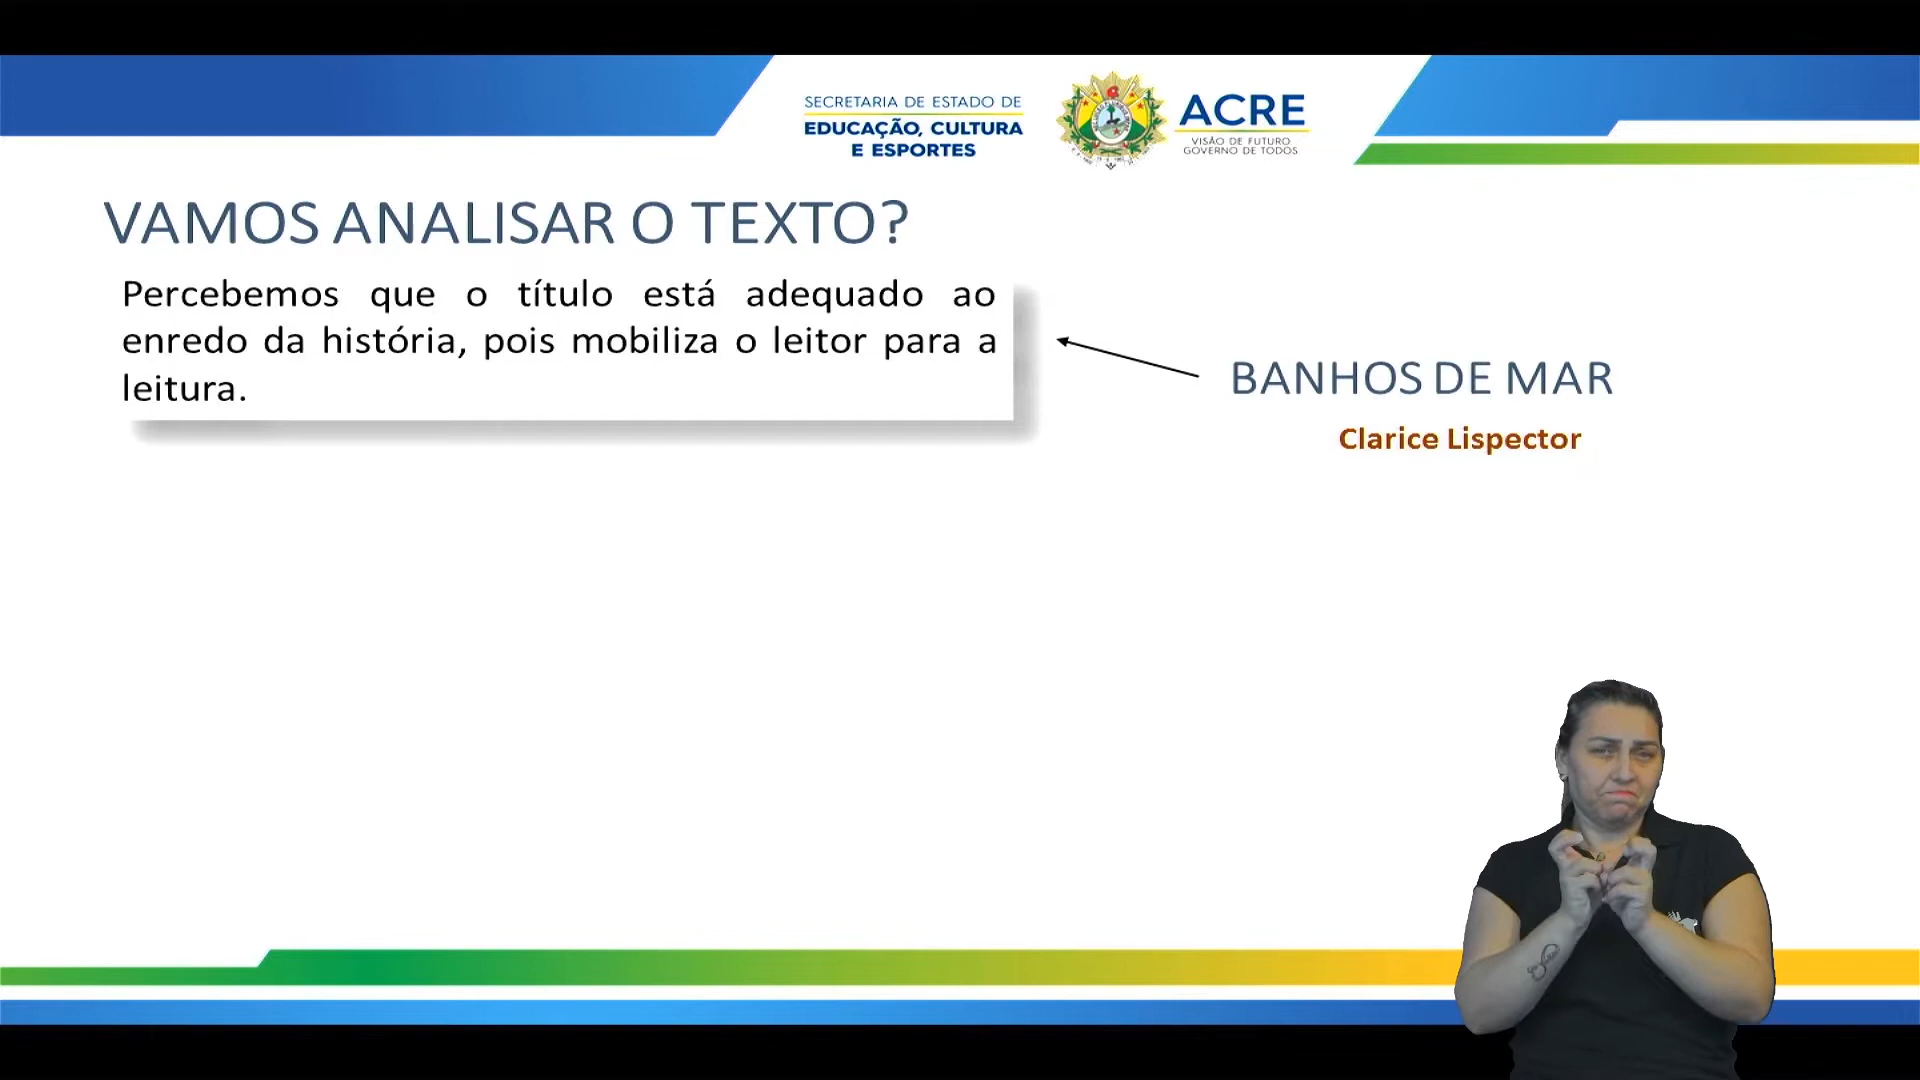 SECRETARIA DE ESTADO DE
EDUCAÇÃO, CULTURA
E ESPORTES
ACRE
VISÃO DE FUTURO
GOVERNO DE TODOS
VAMOS ANALISAR O TEXTO?
Percebemos que o título está adequado ao
enredo da história, pois mobiliza o leitor para a
leitura.
BANHOS DE MAR
Clarice Lispector